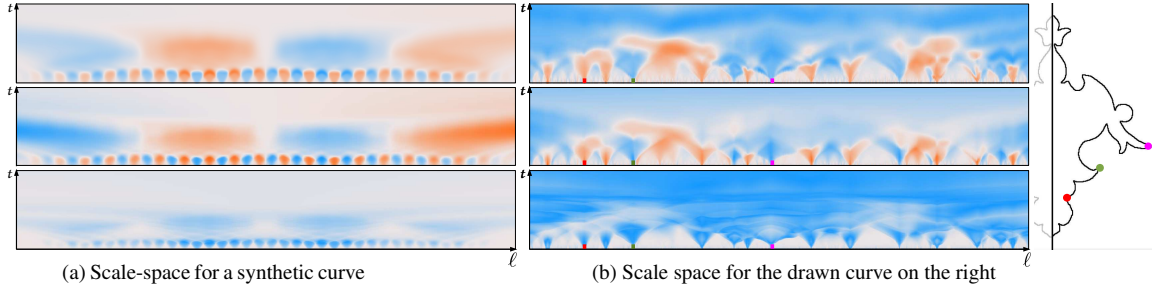 t
t
t
ℓ
(a) Scale-space for a synthetic curve
t
t
t
ℓ
(b) Scale space for the drawn curve on the right